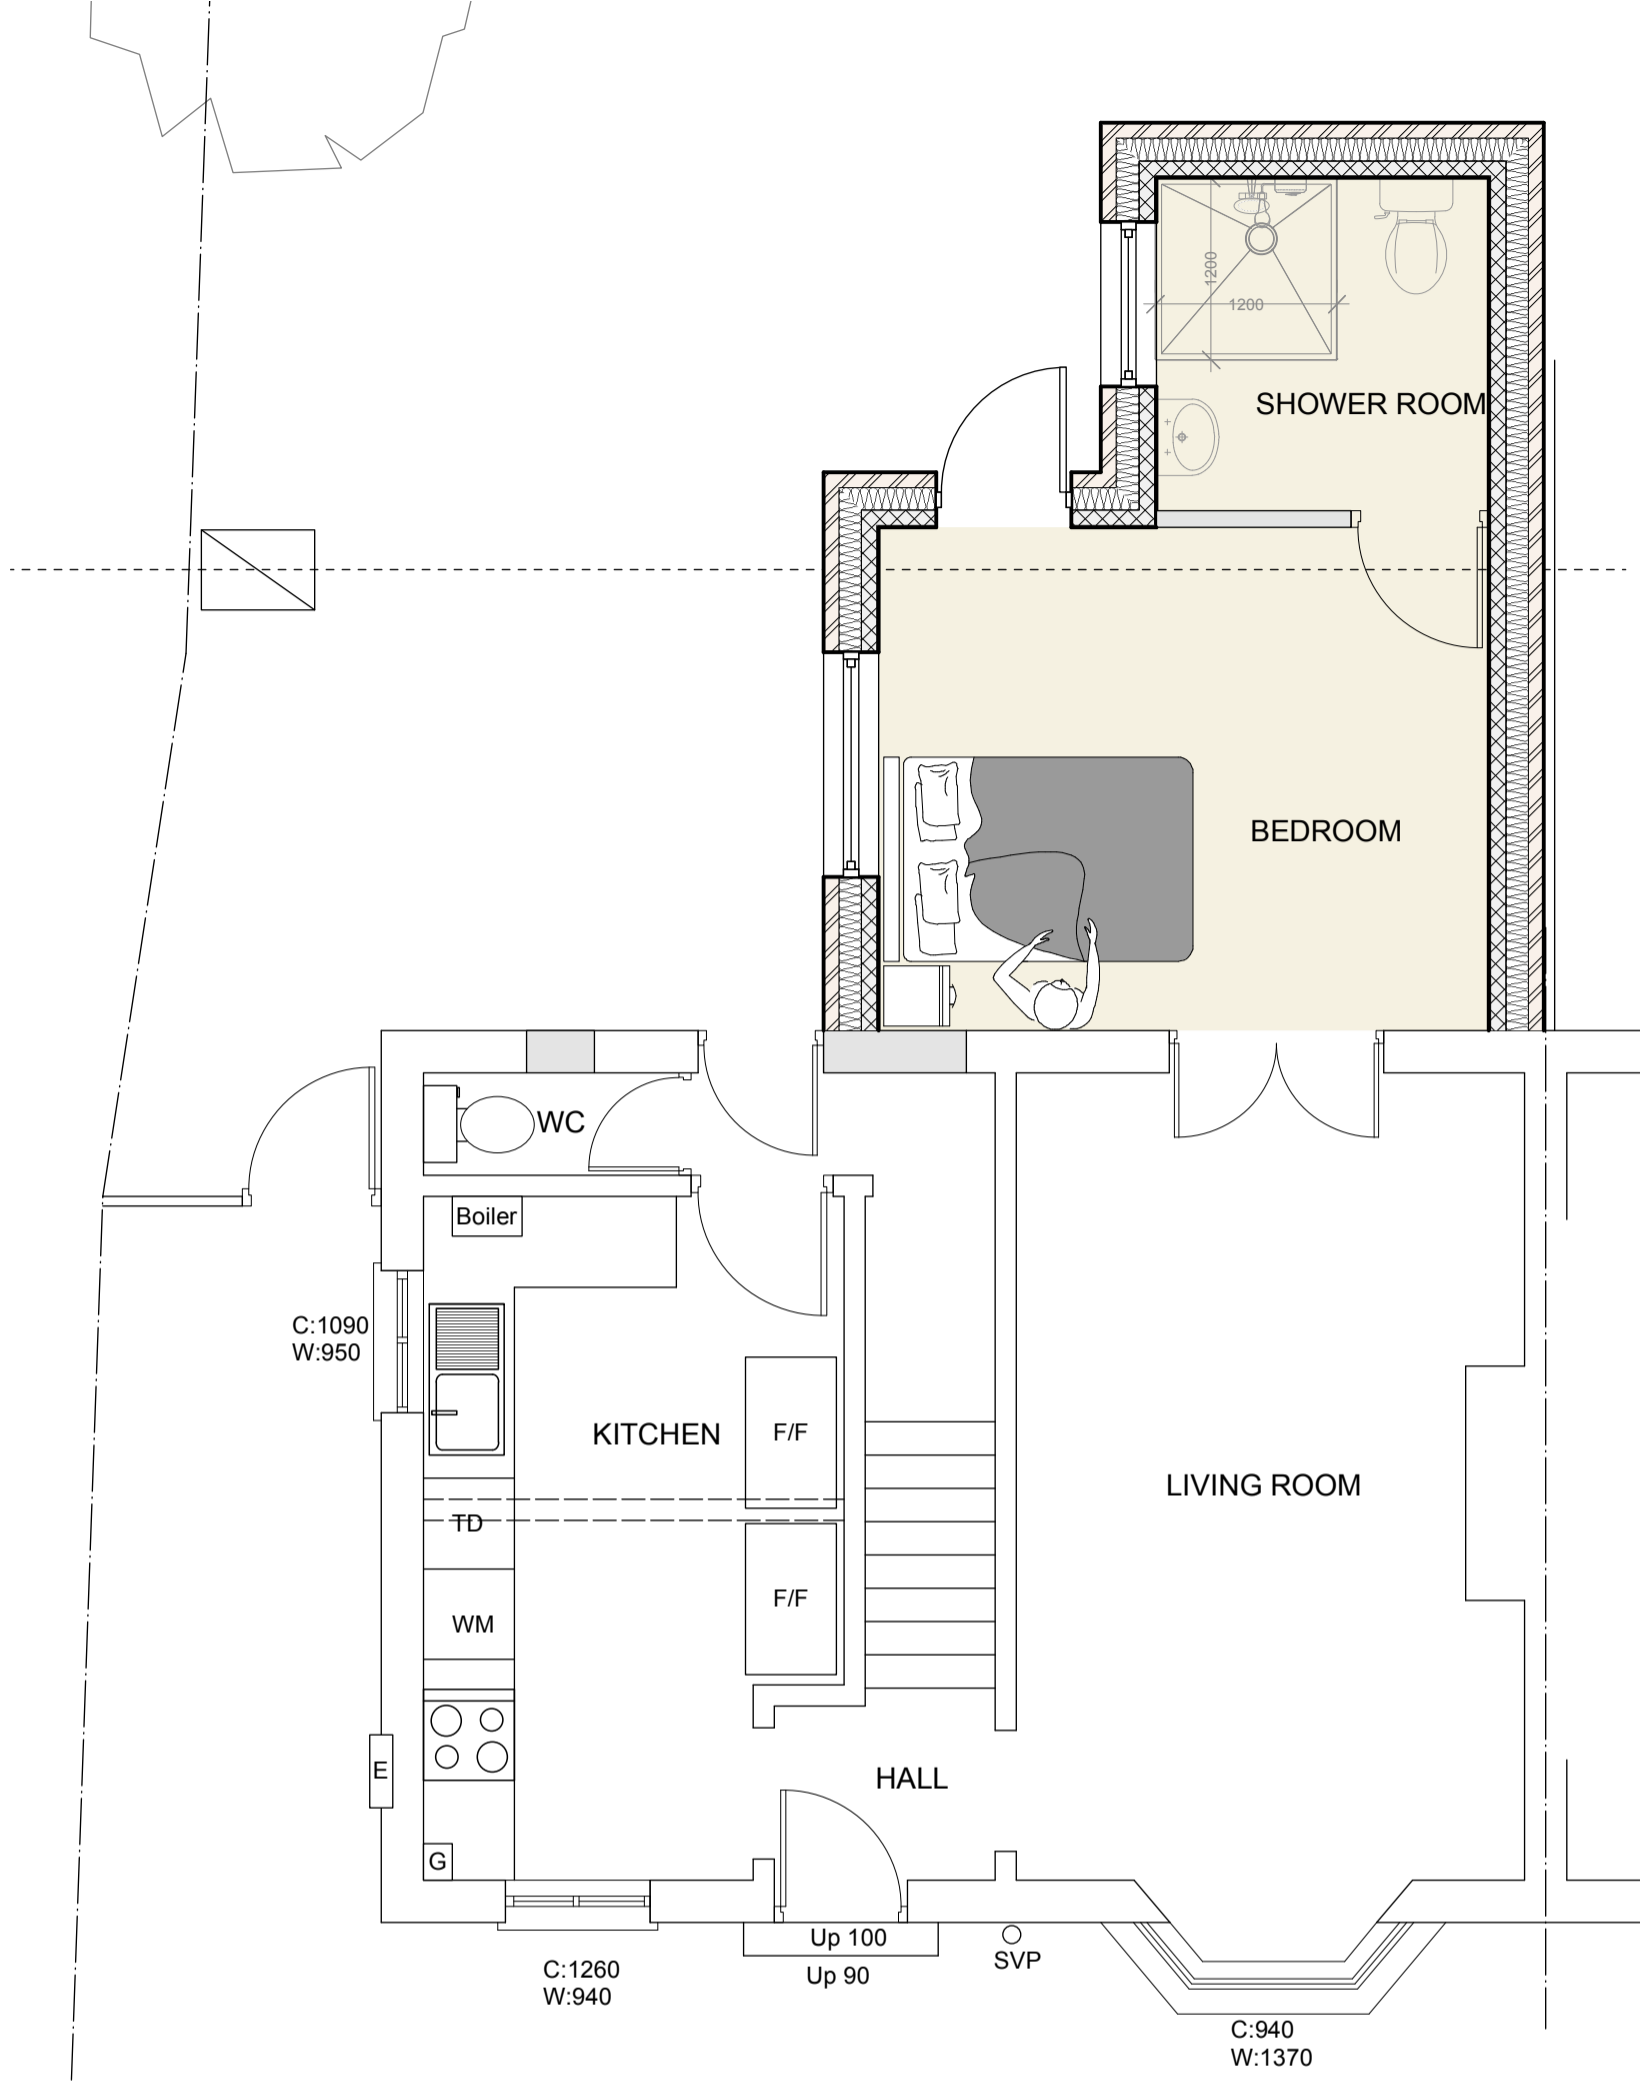 1200
1200
SHOWER ROOM
BEDROOM
WC
Boiler
C:1090
W:950
KITCHEN
F/F
LIVING ROOM
TD
F/F
WM
E
HALL
G
Up 100
SVP
Up 90
C:1260
W:940
C:940
W:1370